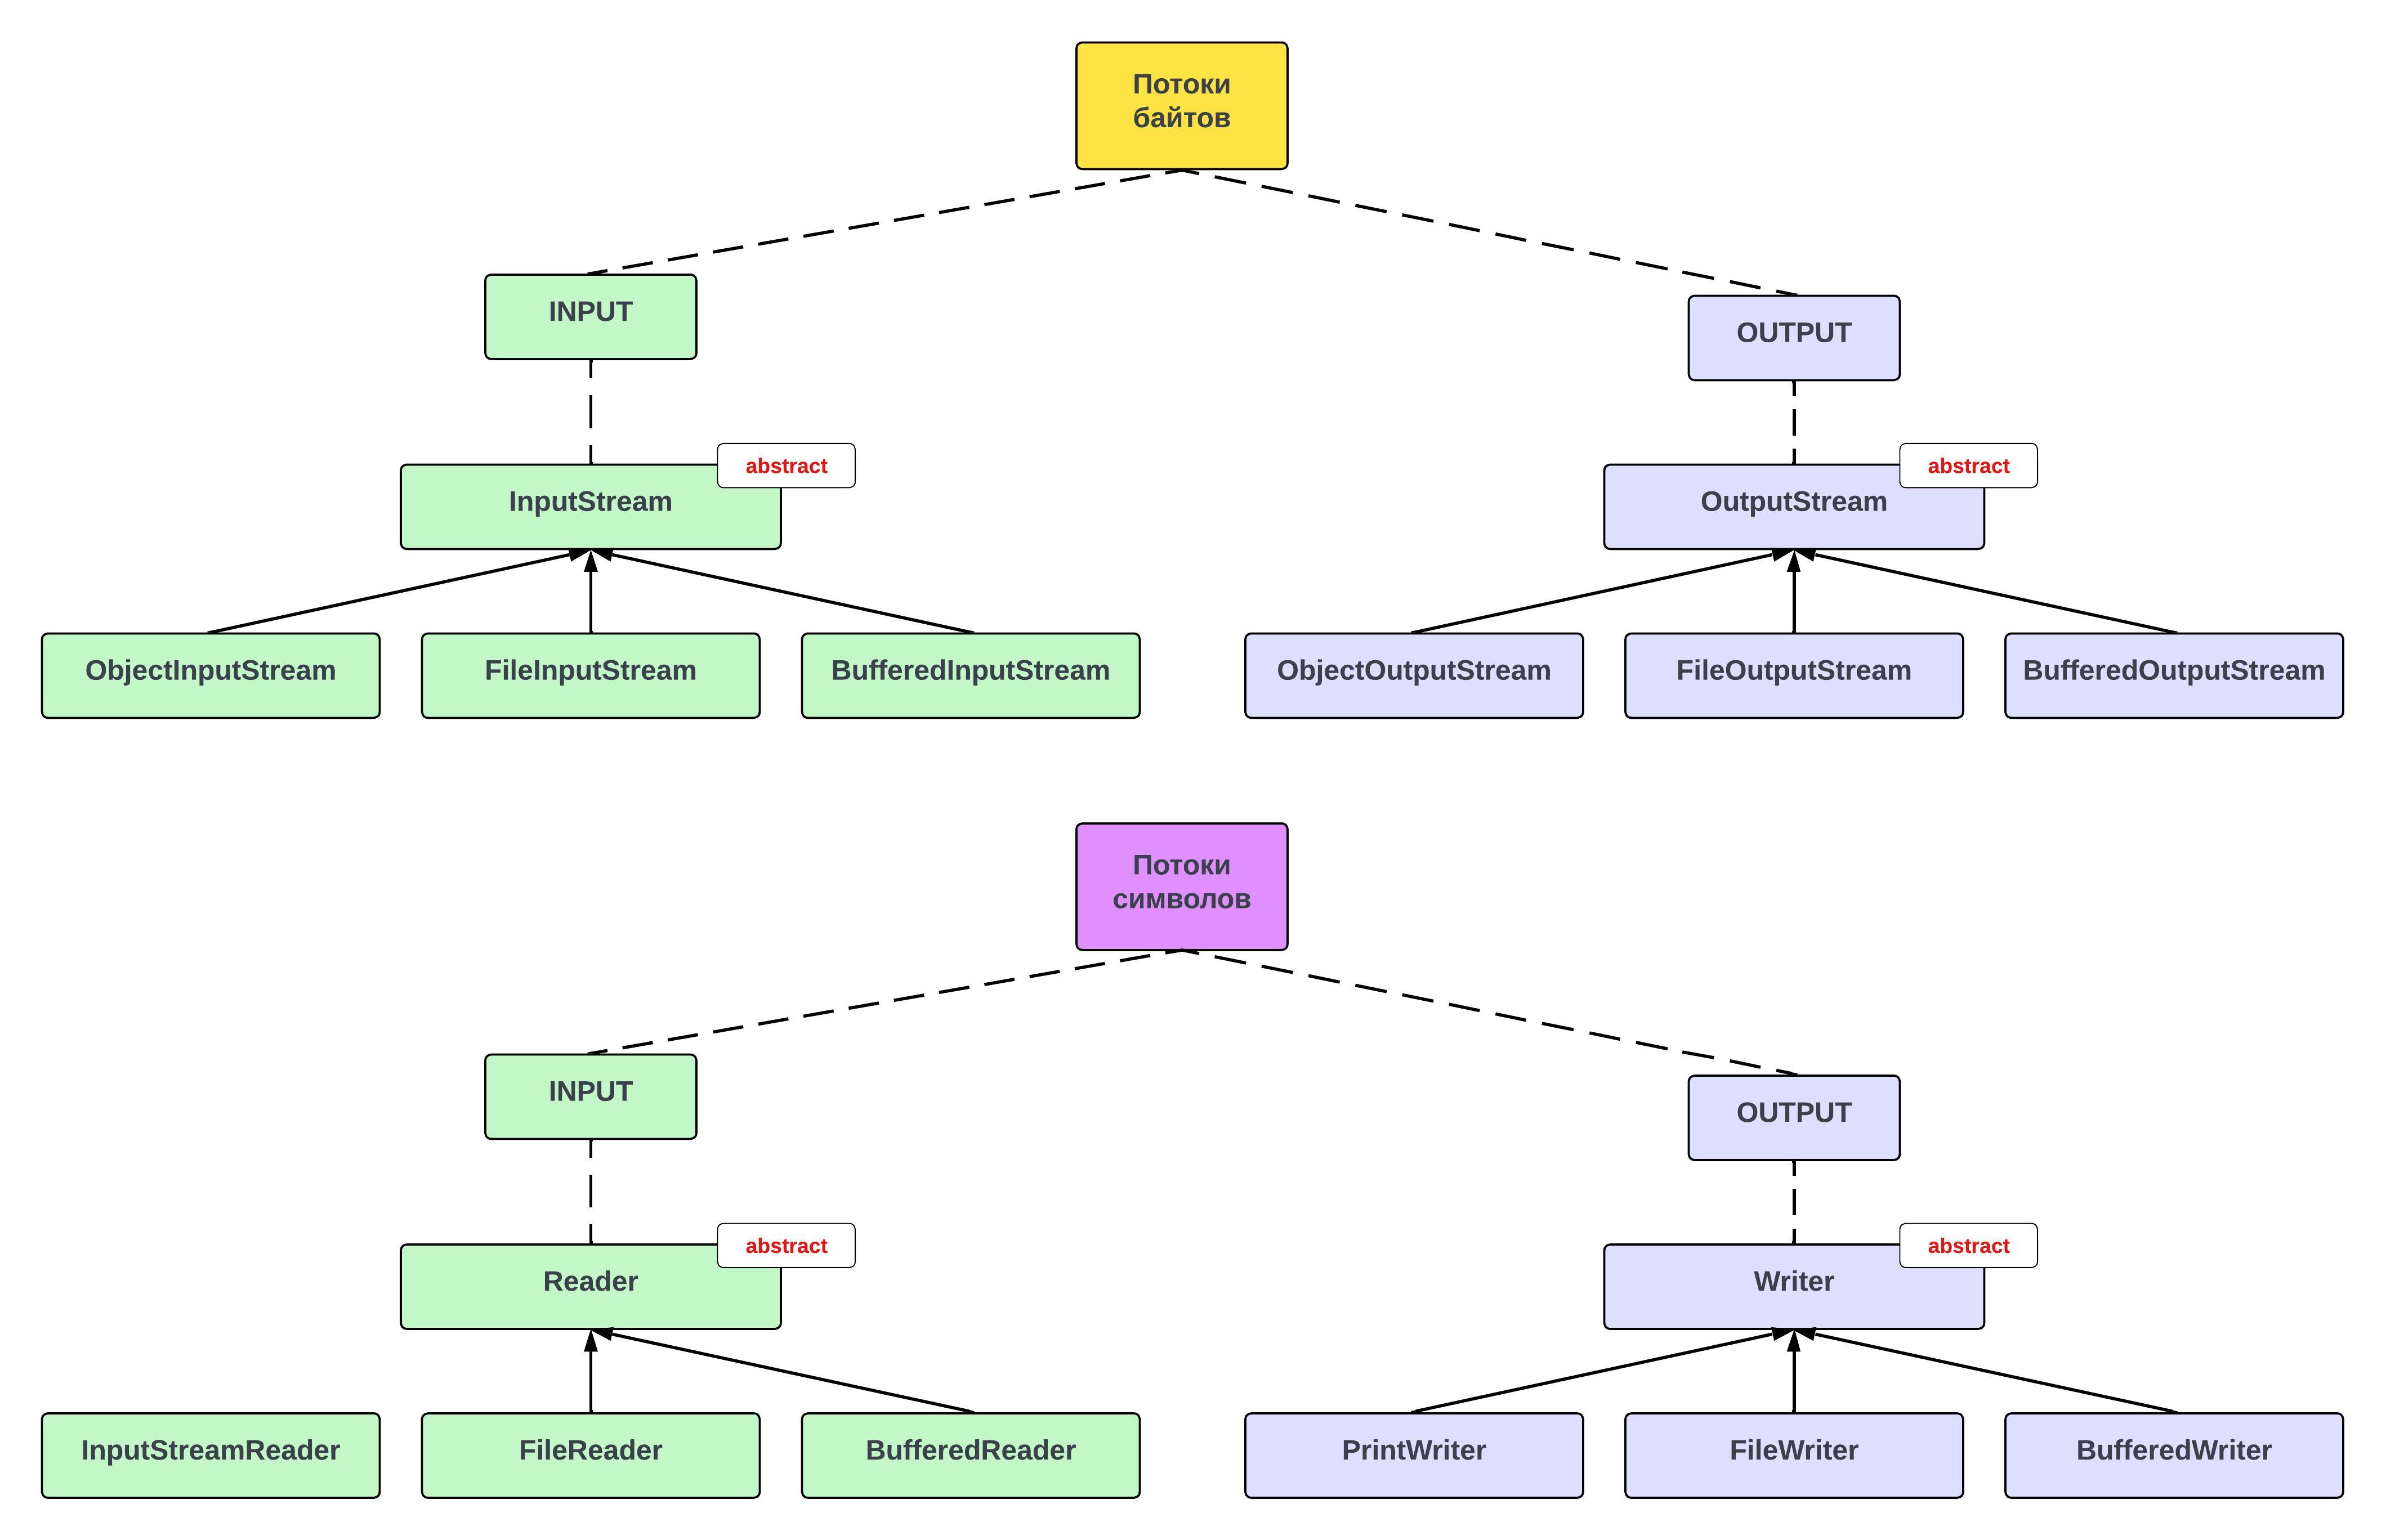 Потоки
байтов
INPUT
OUTPUT
abstract
abstract
InputStream
OutputStream
ObjectInputStream
FileInputStream
BufferedInputStream
ObjectOutputStream
FileOutputStream
BufferedOutputStream
Потоки
символов
INPUT
OUTPUT
abstract
abstract
Reader
Writer
InputStreamReader
FileReader
BufferedReader
PrintWriter
FileWriter
BufferedWriter